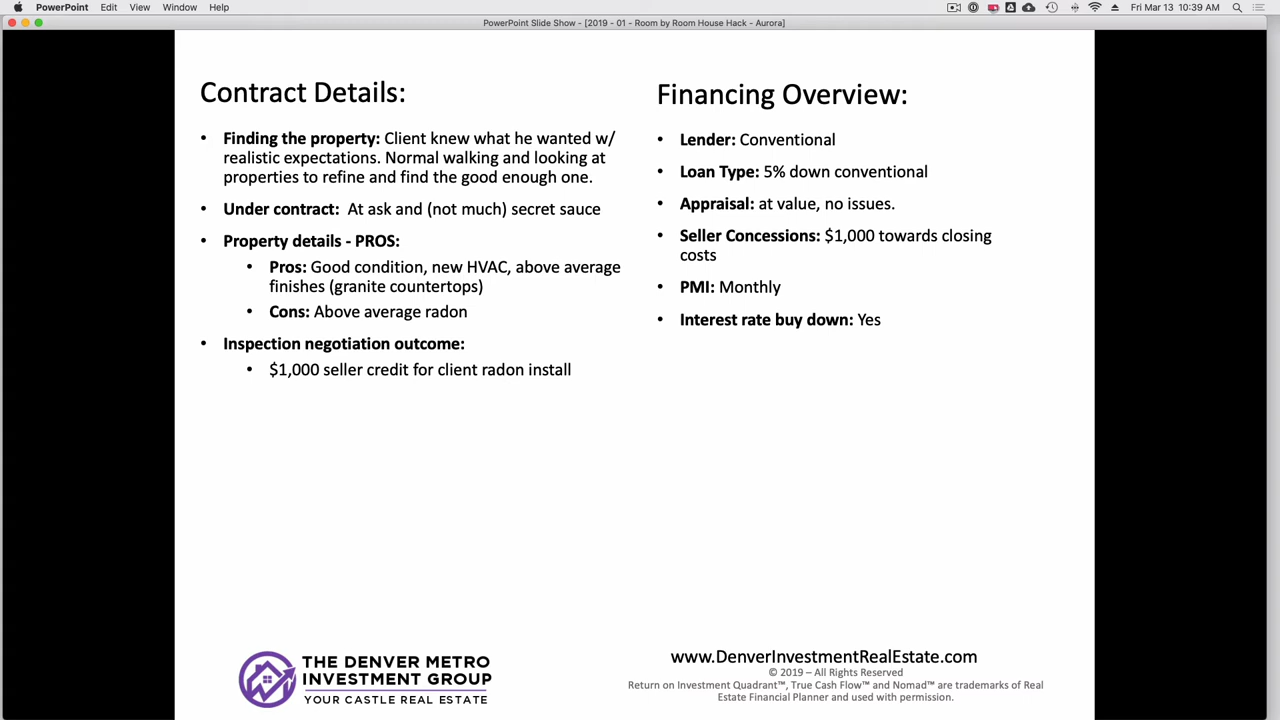 PowerPoint Edit View Window Help
Fri Mar 13 10:39 AM
PowerPoint Slide Show - [2019 - 01 - Room by Room House Hack - Aurora]
Contract Details:
• Finding the property: Client knew what he wanted w/
realistic expectations. Normal walking and looking at
properties to refine and find the good enough one.
• Under contract: At ask and (not much) secret sauce
• Property details - PROS:
• Pros: Good condition, new HVAC, above average
finishes (granite countertops)
• Cons: Above average radon
• Inspection negotiation outcome:
• $1,000 seller credit for client radon install
Financing Overview:
• Lender: Conventional
• Loan Type: 5% down conventional
• Appraisal: at value, no issues.
• Seller Concessions: $1,000 towards closing
costs
• PMI: Monthly
• Interest rate buy down: Yes
THE DENVER METRO
INVESTMENT GROUP
YOUR CASTLE REAL ESTATE
www.DenverInvestmentRealEstate.com
© 2019 – All Rights Reserved
Return on Investment Quadrant™, True Cash Flow™ and Nomad™ are trademarks of Real
Estate Financial Planner and used with permission.